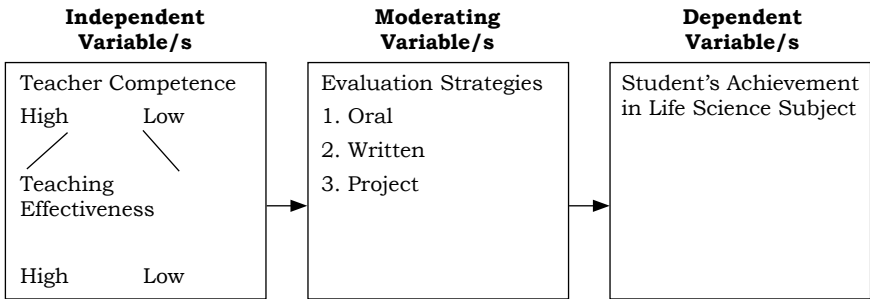 Independent
Variable/s
Moderating
Variable/s
Dependent
Variable/s
Teacher Competence
High Low
Teaching
Effectiveness
High Low
Evaluation Strategies
1. Oral
2. Written
3. Project
Student’s Achievement
in Life Science Subject